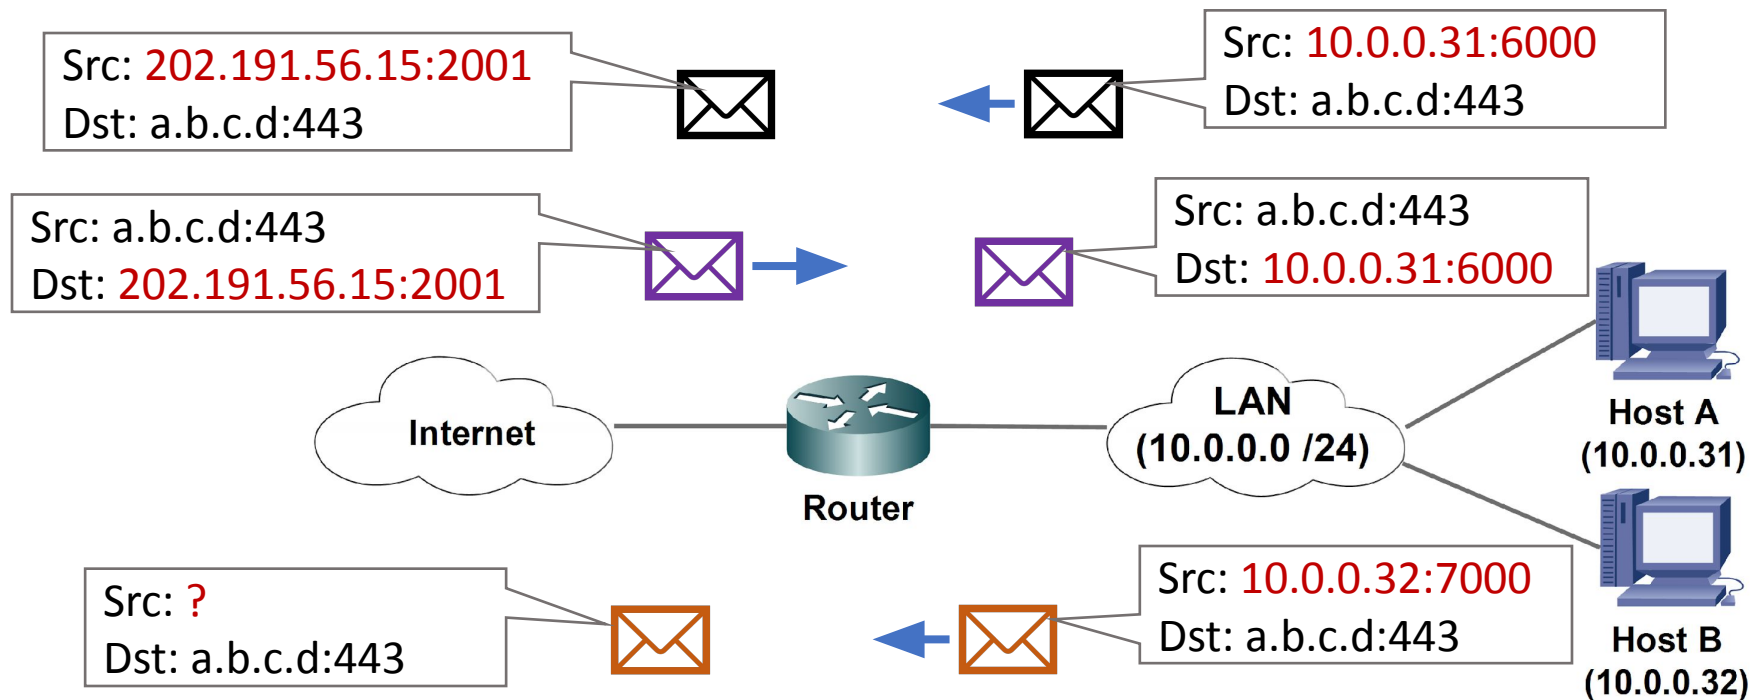 Src: 202.191.56.15:2001
Dst: a.b.c.d:443
Src: 10.0.0.31:6000
Dst: a.b.c.d:443
Src: a.b.c.d:443
Dst: 202.191.56.15:2001
Src: a.b.c.d:443
Dst: 10.0.0.31:6000
Internet
Router
LAN
(10.0.0.0 /24)
Host A
(10.0.0.31)
Src: ?
Dst: a.b.c.d:443
Src: 10.0.0.32:7000
Dst: a.b.c.d:443
Host B
(10.0.0.32)